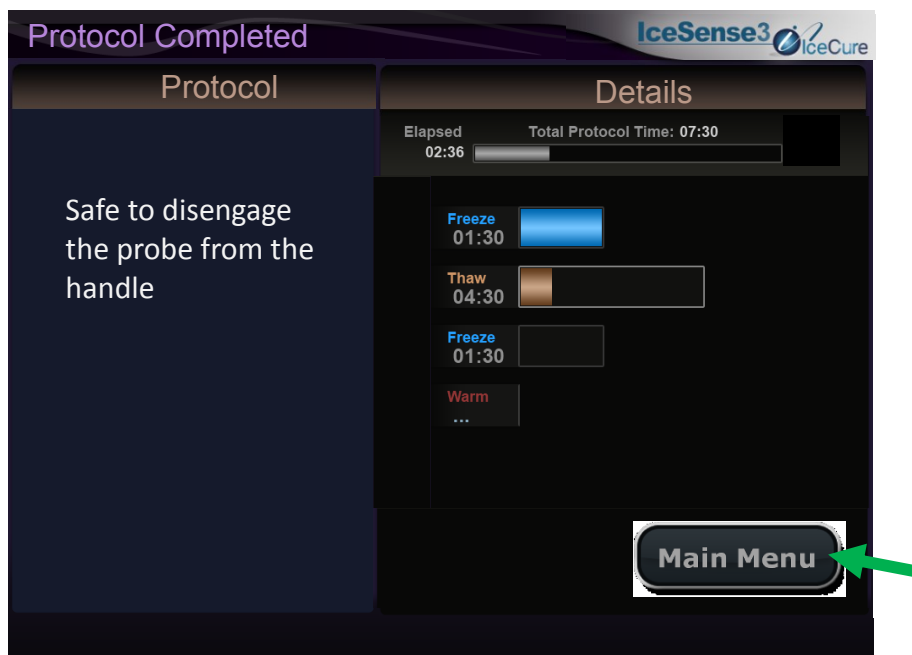 Protocol Completed
IceSense3
IceCure
Protocol
Details
Elapsed
02:36
Total Protocol Time: 07:30
Safe to disengage
the probe from the
handle
Freeze
01:30
Thaw
04:30
Freeze
01:30
Warm
...
Main Menu